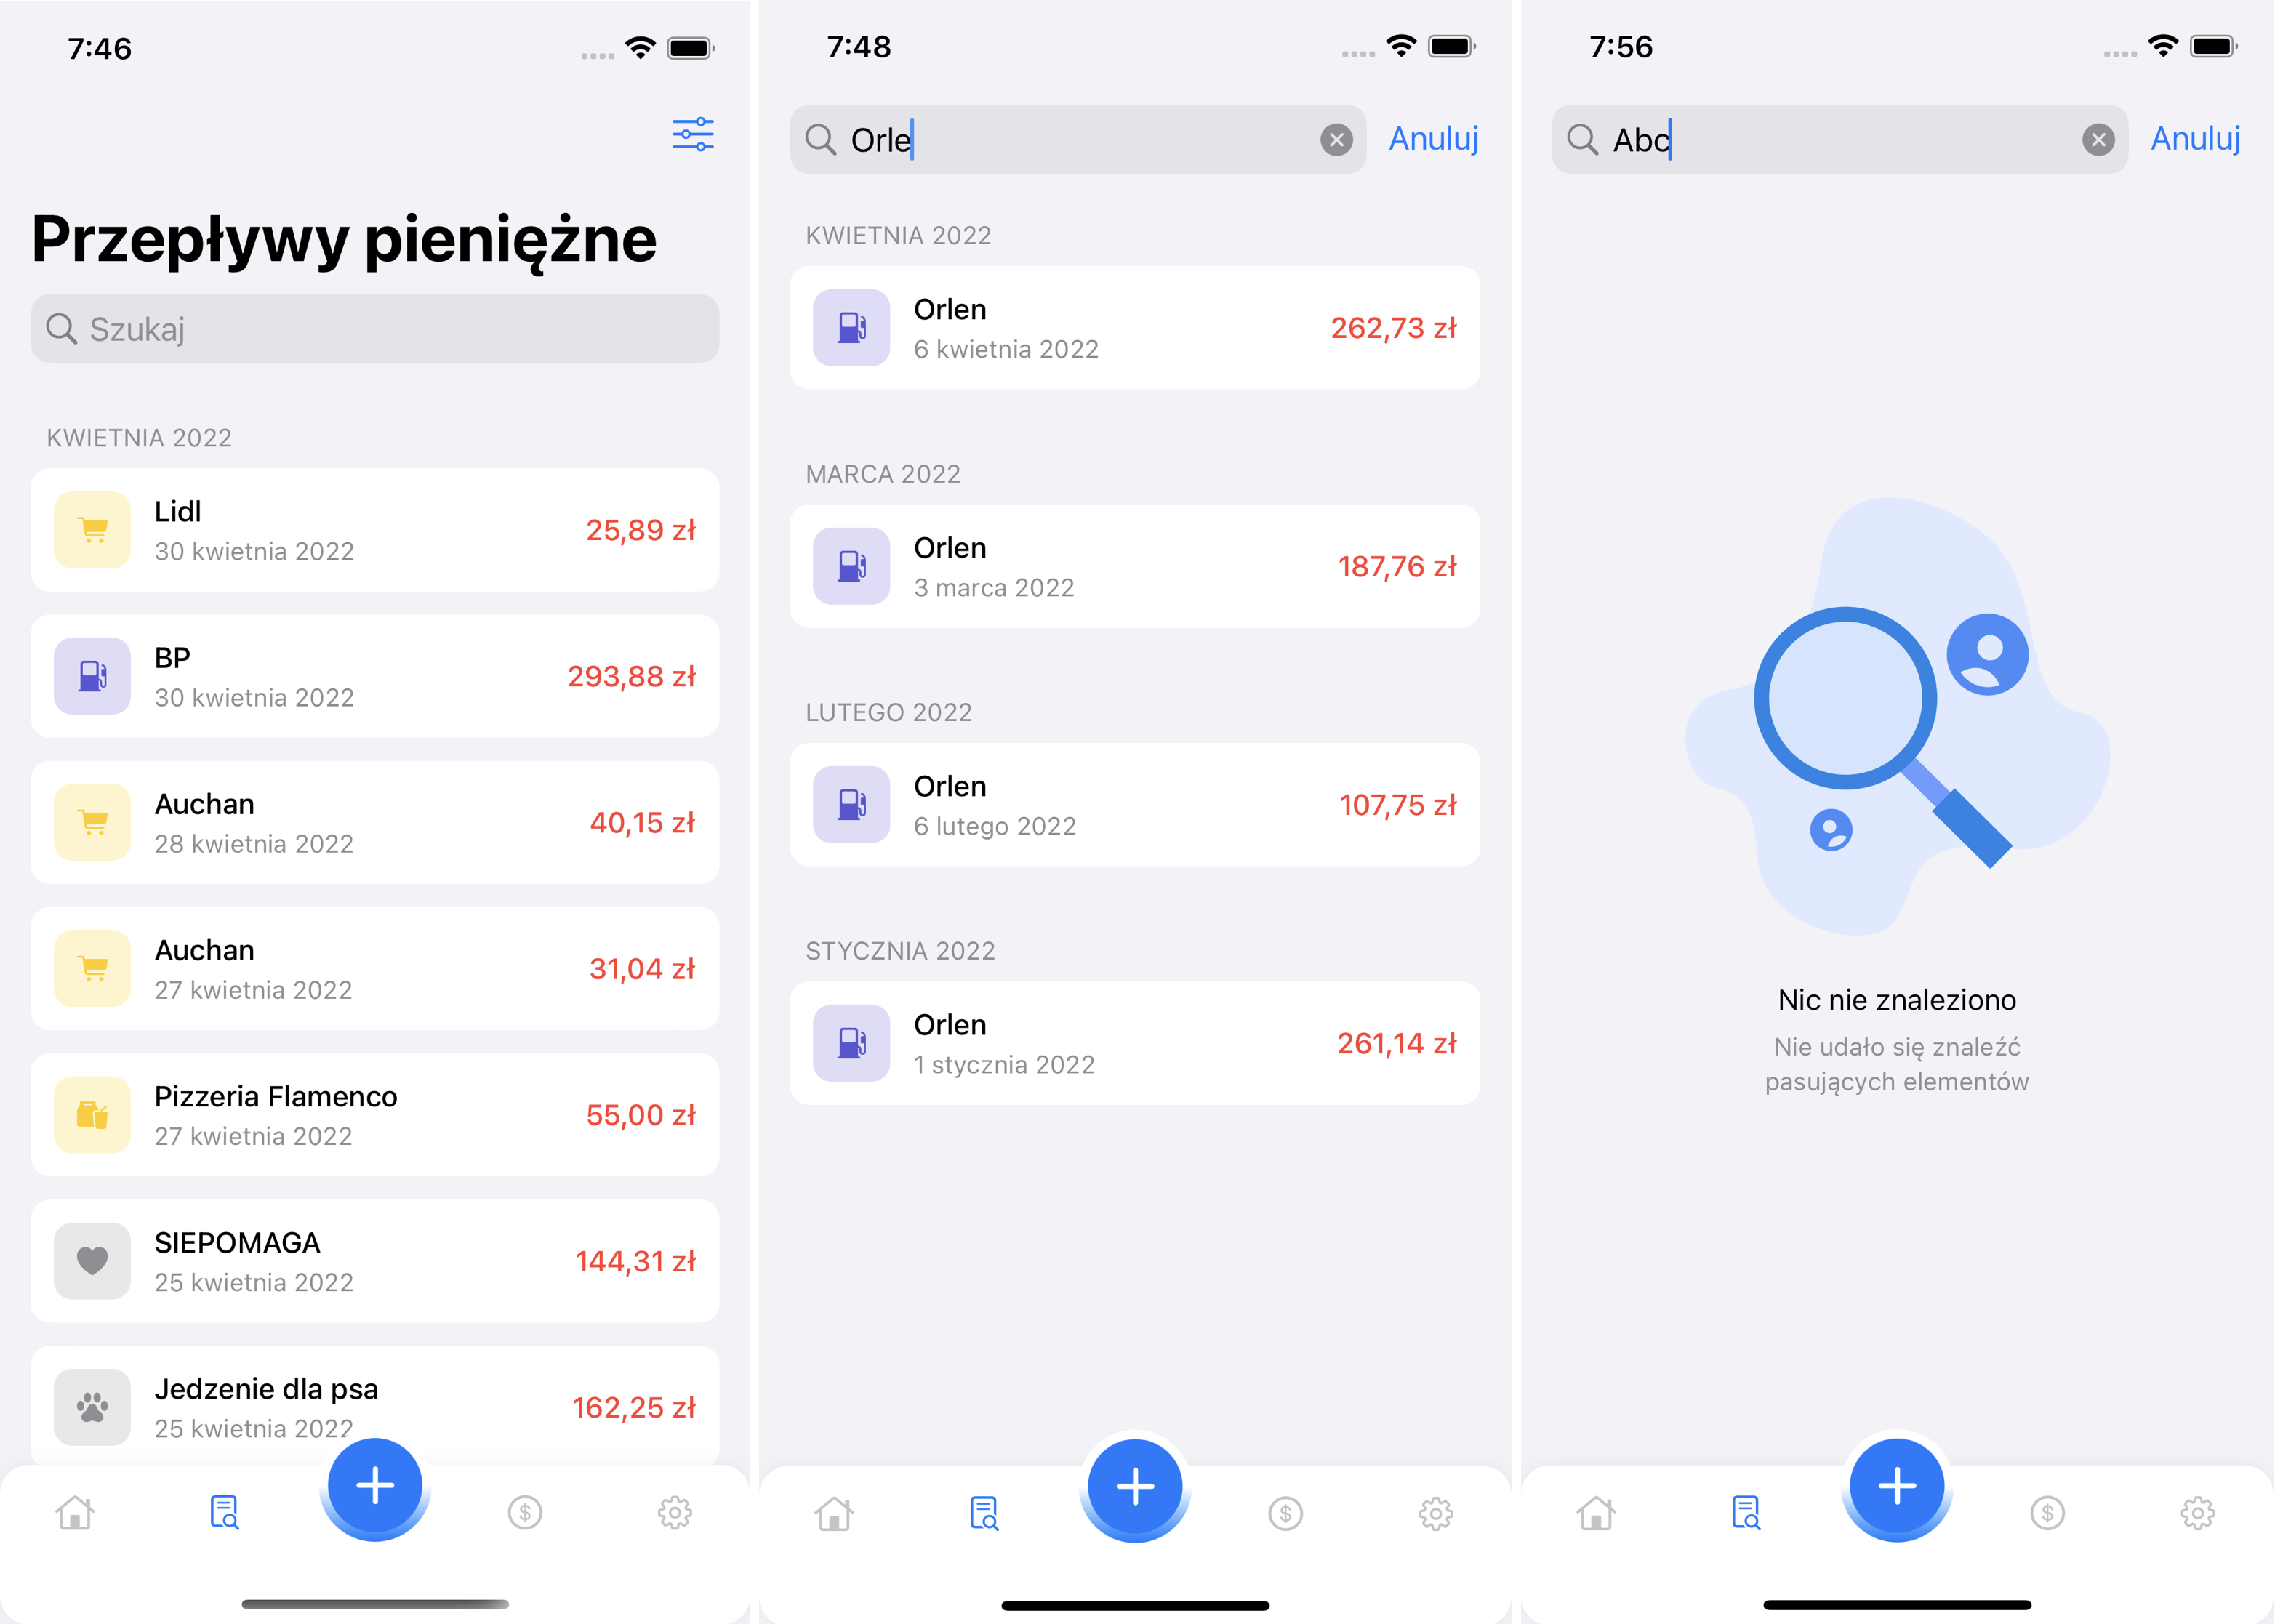 7:46
Przepływy pieniężne
Szukaj
KWIETNIA 2022
Lidl
25,89 zł
30 kwietnia 2022
BP
293,88 zł
30 kwietnia 2022
Auchan
40,15 zł
28 kwietnia 2022
Auchan
31,04 zł
27 kwietnia 2022
Pizzeria Flamenco
55,00 zł
27 kwietnia 2022
SIEPOMAGA
144,31 zł
25 kwietnia 2022
Jedzenie dla psa
162,25 zł
25 kwietnia 2022
7:48
Orle
Anuluj
KWIETNIA 2022
Orlen
262,73 zł
6 kwietnia 2022
MARCA 2022
Orlen
187,76 zł
3 marca 2022
LUTEGO 2022
Orlen
107,75 zł
6 lutego 2022
STYCZNIA 2022
Orlen
261,14 zł
1 stycznia 2022
7:56
Abc
Anuluj
Nic nie znaleziono
Nie udało się znaleźć
pasujących elementów